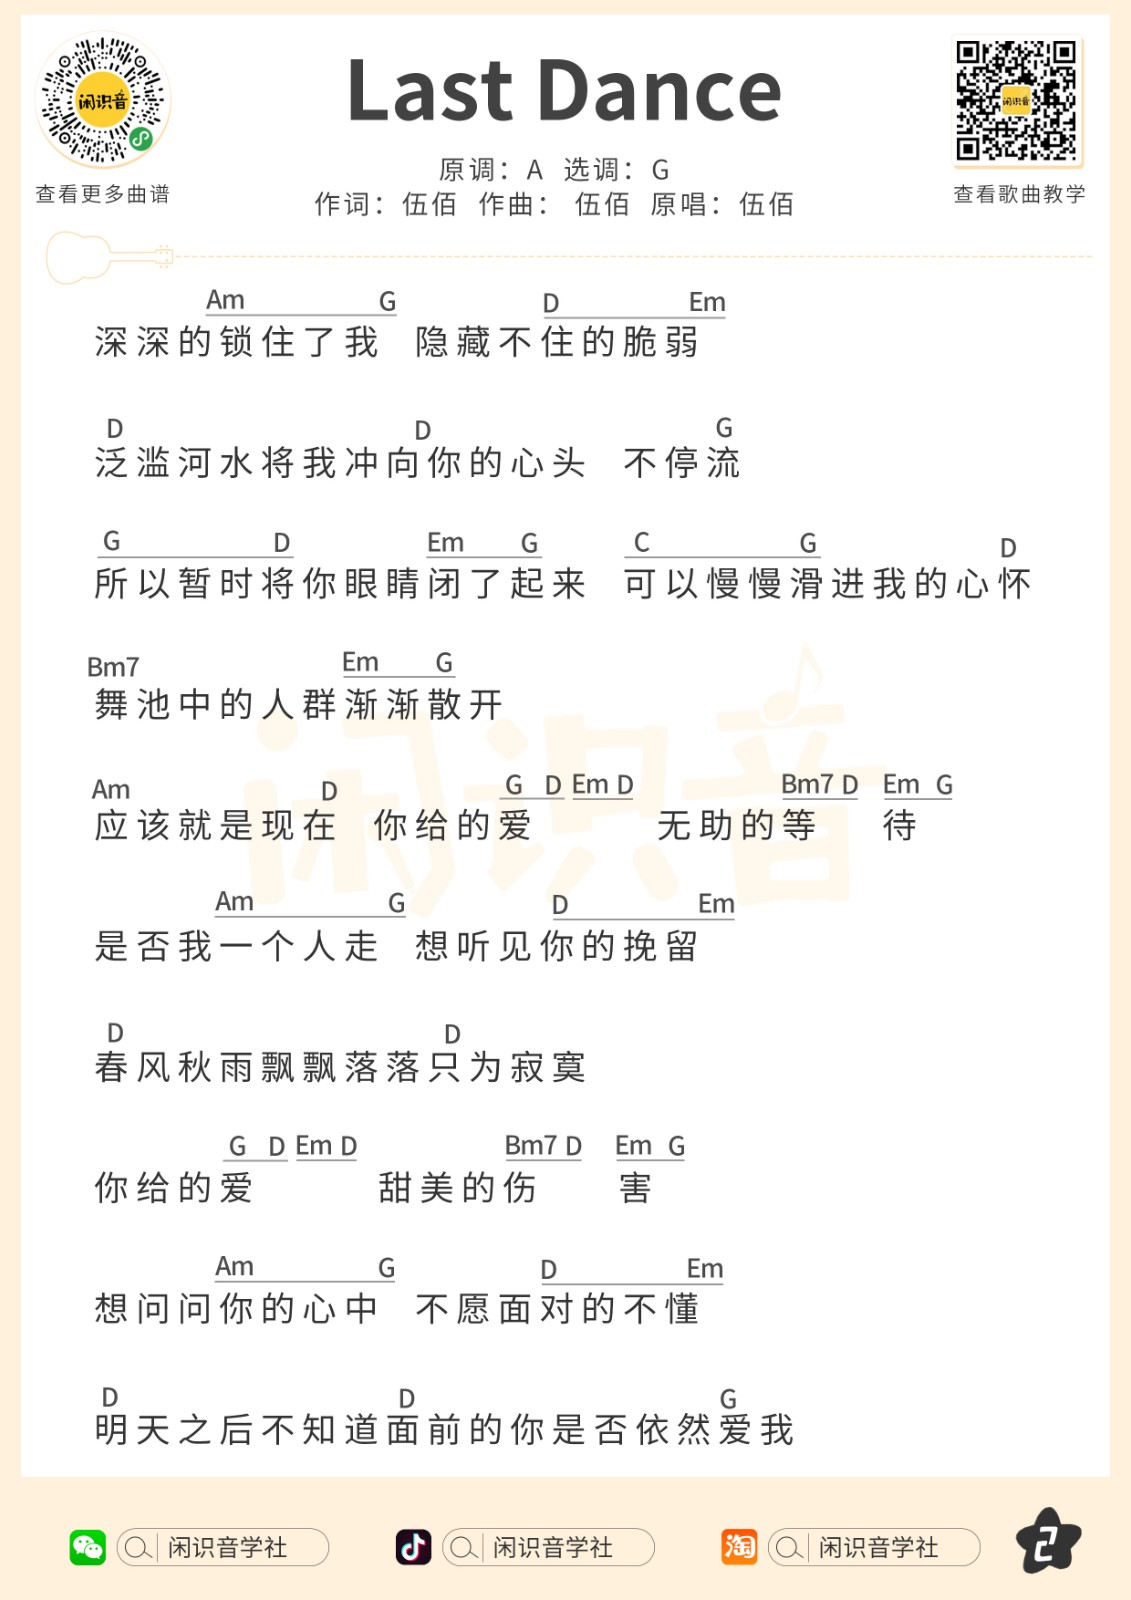 闲识音
闲识音
Last Dance
原调：A 选调：G
查看更多曲谱
作词：伍佰 作曲： 伍佰 原唱：伍佰
查看歌曲教学
Am G D Em
深深的锁住了我 隐藏不住的脆弱
D D G
泛滥河水将我冲向你的心头 不停流
G D Em G C G D
所以暂时将你眼睛闭了起来 可以慢慢滑进我的心怀
Bm7 Em G
舞池中的人群渐渐散开
闲识音
Am D G D Em D Bm7 D Em G
应该就是现在 你给的爱 无助的等 待
Am G D Em
是否我一个人走 想听见你的挽留
D D
春风秋雨飘飘落落只为寂寞
G D Em D Bm7 D Em G
你给的爱 甜美的伤 害
Am G D Em
想问问你的心中 不愿面对的不懂
D D G
明天之后不知道面前的你是否依然爱我
闲识音学社 闲识音学社 淘 闲识音学社 2